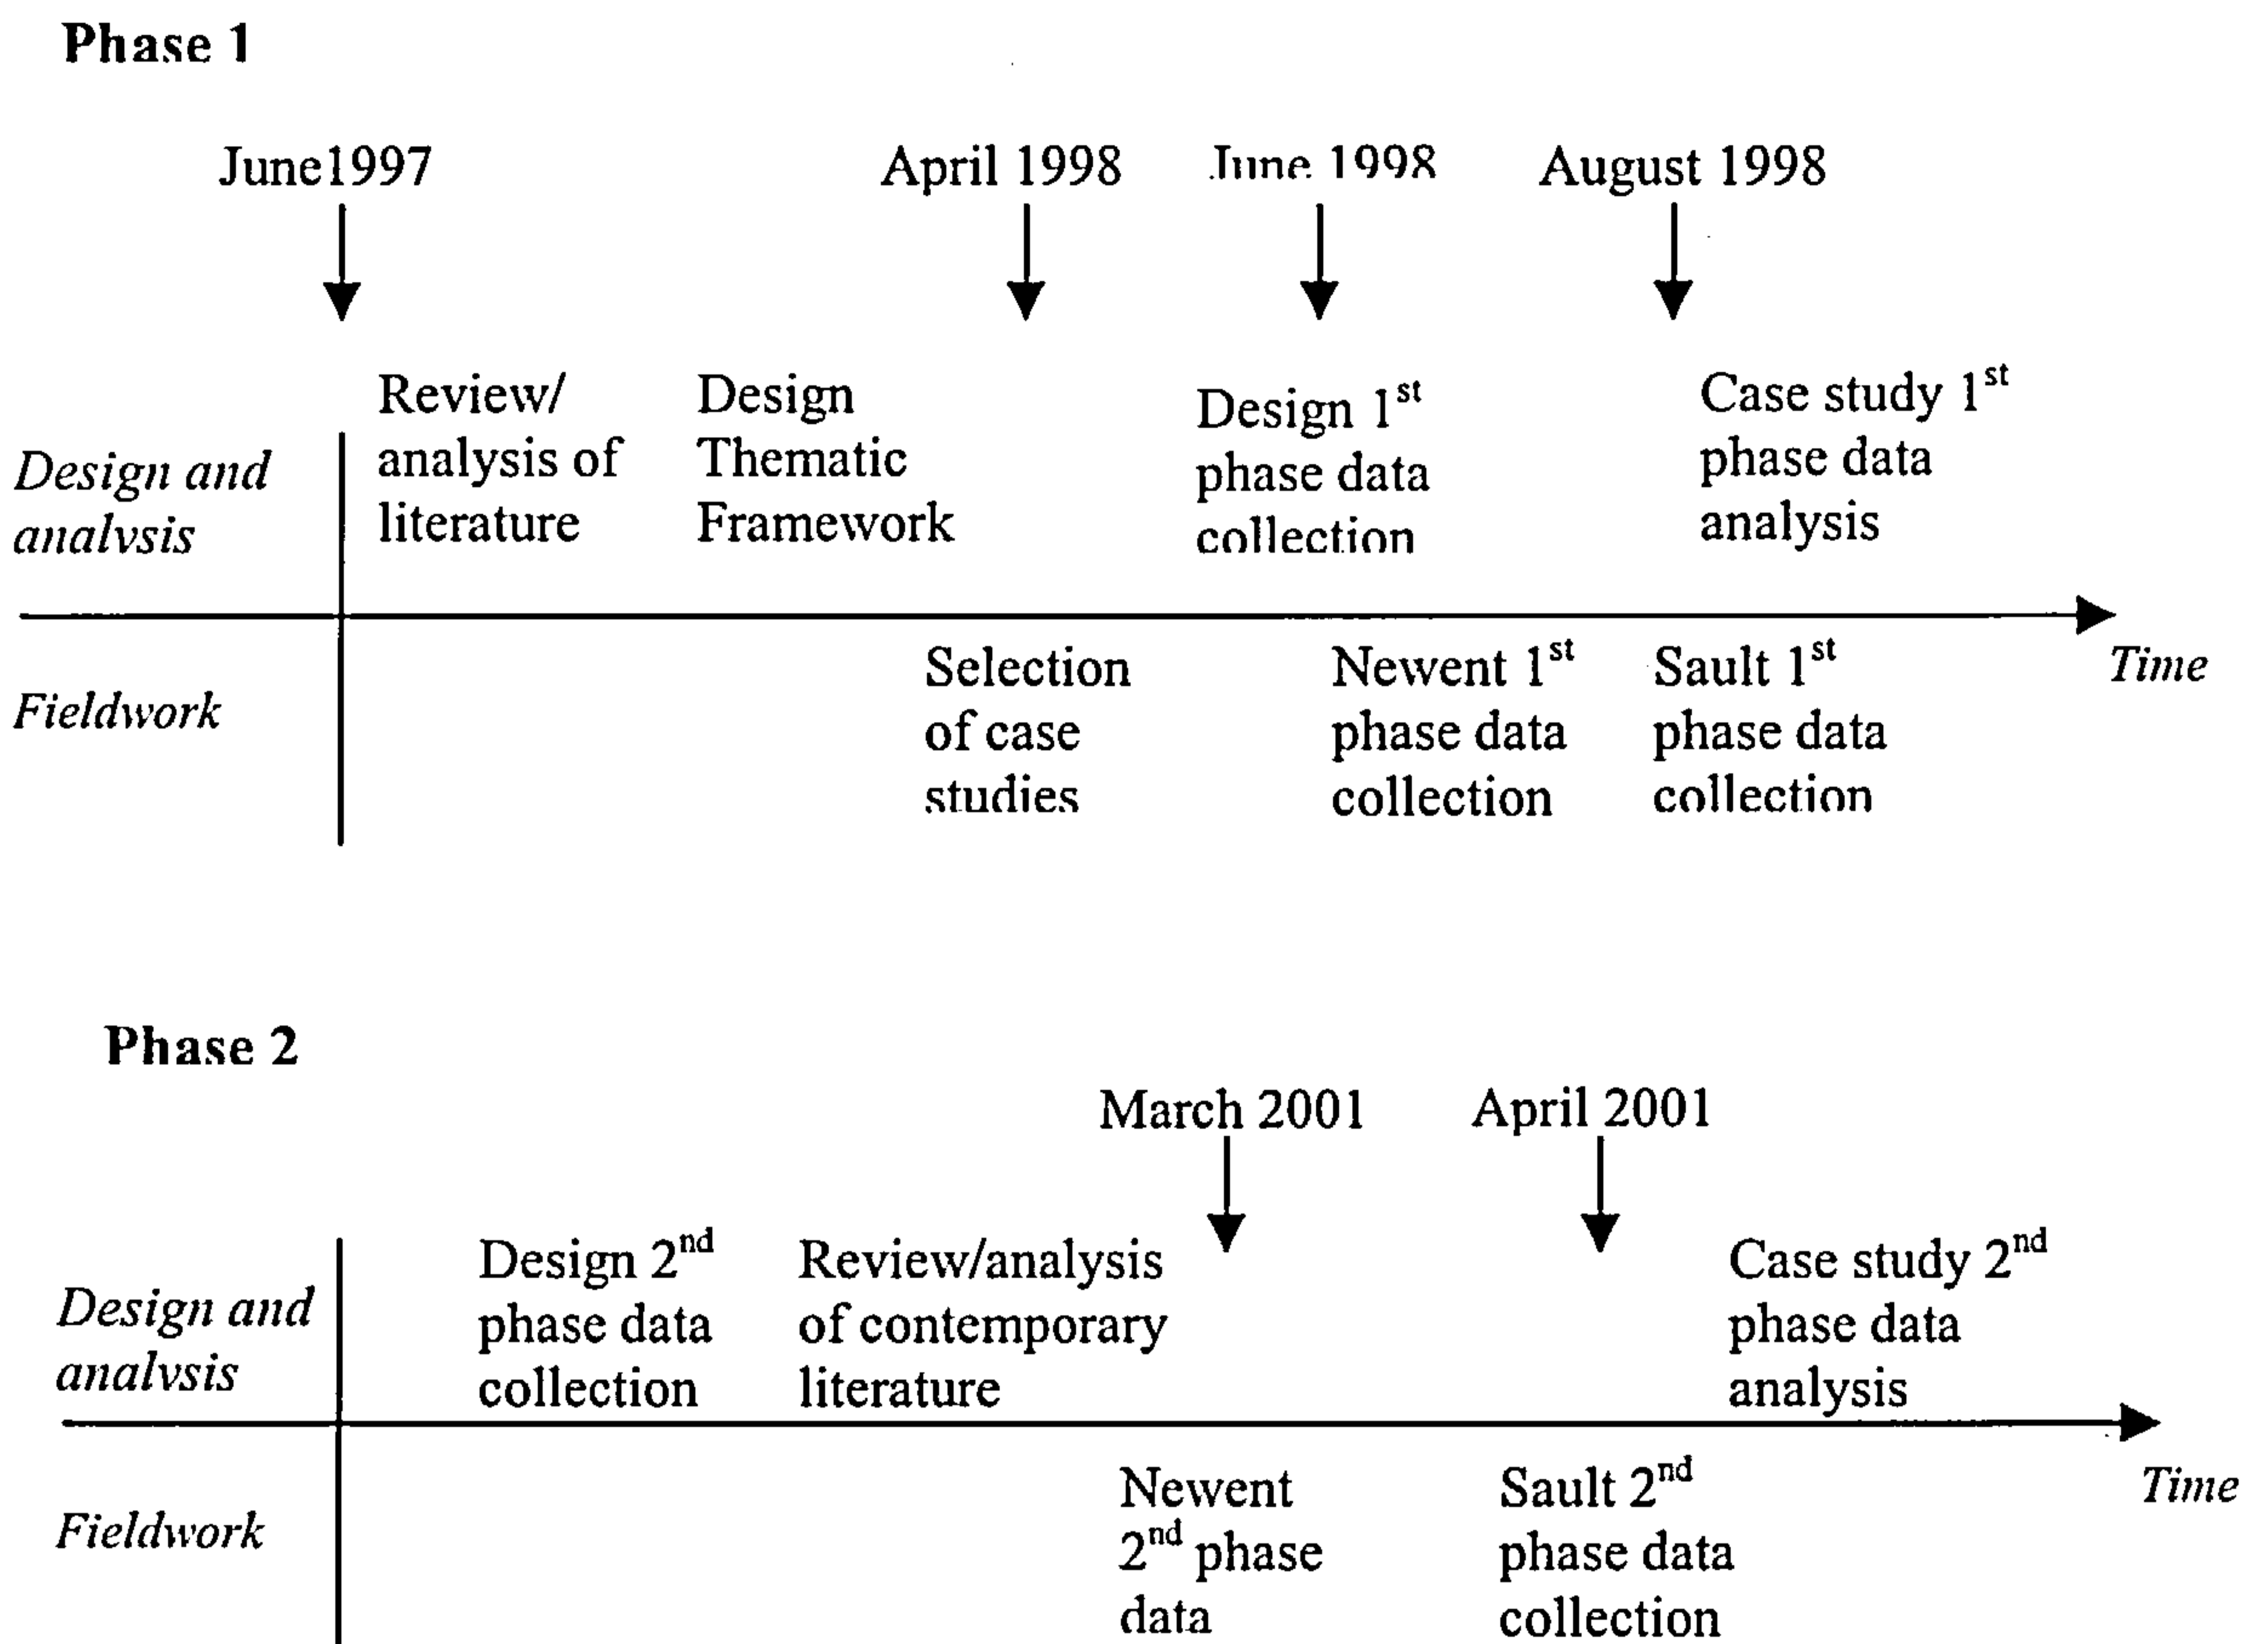 Phase 1
June1997
April 1998
June 1998
August 1998
Design and
analysis
Review/
analysis of
literature
Design
Thematic
Framework
Design 1st
phase data
collection
Case study 1st
phase data
analysis
Time
Fieldwork
Selection
of case
studies
Newent 1st
phase data
collection
Sault 1st
phase data
collection
Phase 2
March 2001
April 2001
Design and
analysis
Design 2nd
phase data
collection
Review/analysis
of contemporary
literature
Case study 2nd
phase data
analysis
Time
Fieldwork
Newent
2nd phase
data
Sault 2nd
phase data
collection